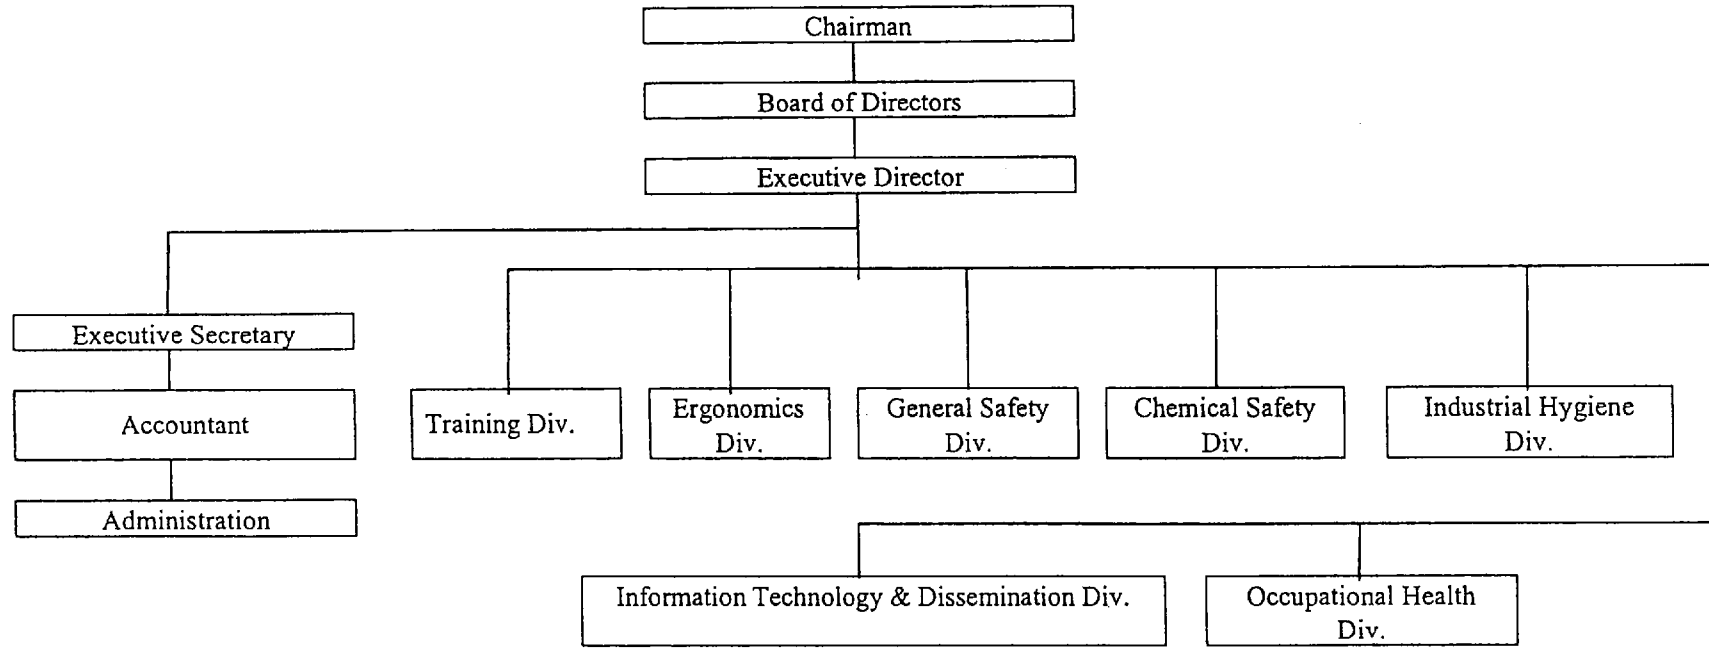 Chairman
Board of Directors
Executive Director
Executive Secretary
Accountant
Administration
Training Div.
Ergonomics
Div.
General Safety
Div.
Chemical Safety
Div.
Industrial Hygiene
Div.
Information Technology & Dissemination Div.
Occupational Health
Div.